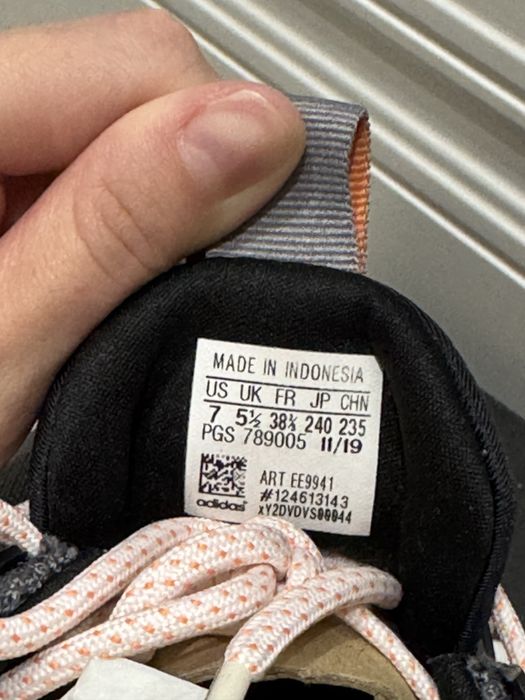 MADE IN INDONESIA
US UK FR JP CHN
7 5½ 38⅔ 240 235
PGS 789005 11/19
ART EE9941
#124613143
adidas xY2DVDVS99944